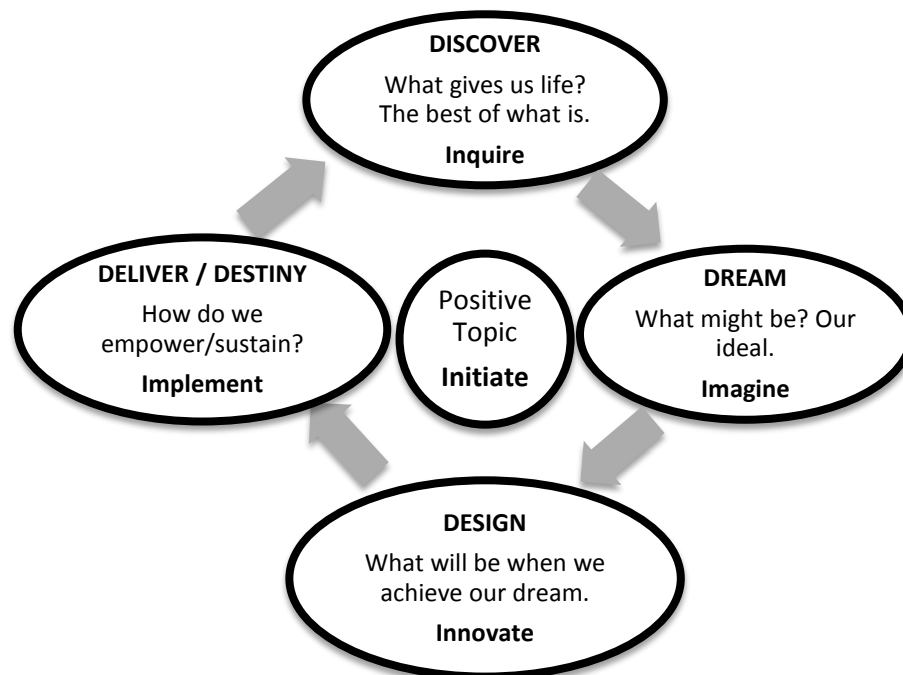 DISCOVER
What gives us life?
The best of what is.
Inquire
DELIVER / DESTINY
How do we
empower/sustain?
Implement
Positive
Topic
Initiate
DREAM
What might be? Our
ideal.
Imagine
DESIGN
What will be when we
achieve our dream.
Innovate